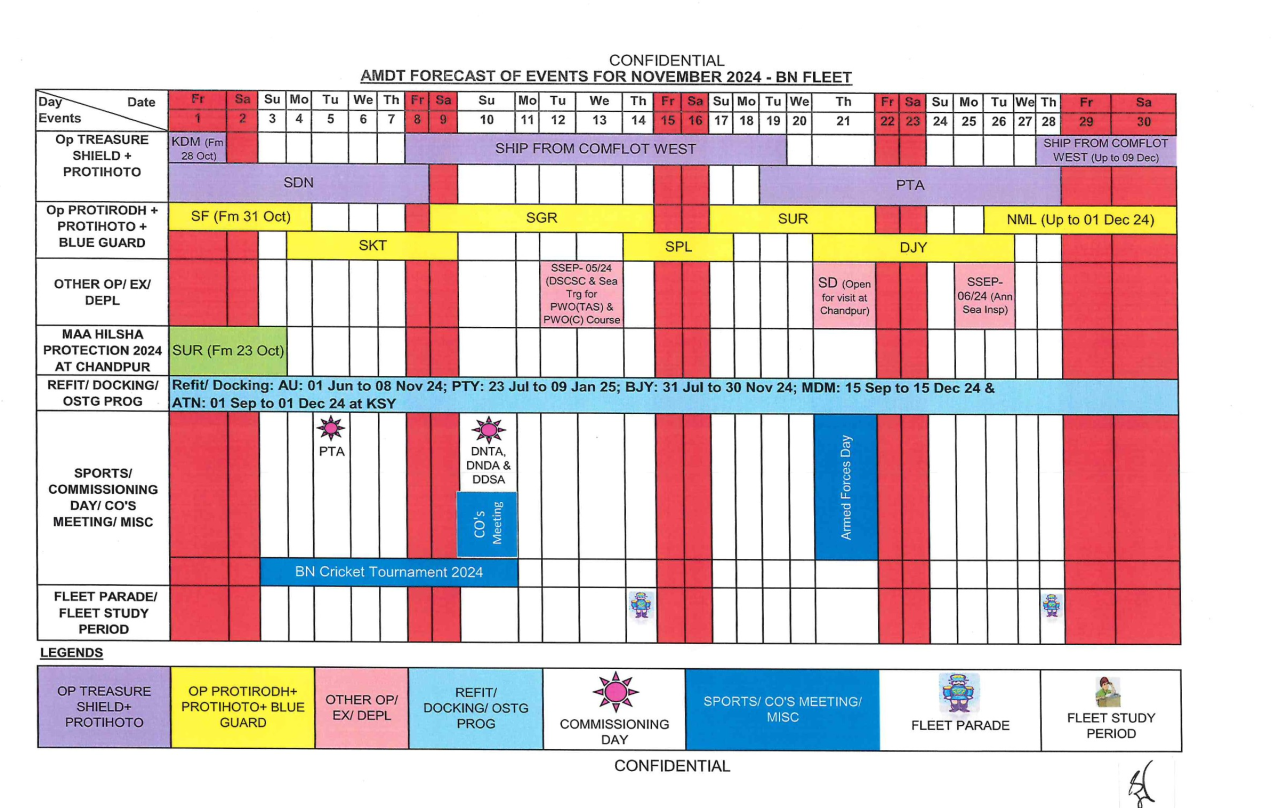 CONFIDENTIAL
AMDT FORECAST OF EVENTS FOR NOVEMBER 2024 - BN FLEET
Day Date
Events
Fr Sa Su Mo Tu We Th Fr Sa Su Mo Tu We Th Fr Sa Su Mo Tu We Th Fr Sa Su Mo Tu We Th Fr Sa
1 2 3 4 5 6 7 8 9 10 11 12 13 14 15 16 17 18 19 20 21 22 23 24 25 26 27 28 29 30
Op TREASURE
SHIELD +
PROTIHOTO
KDM (Fm
28 Oct)
SHIP FROM COMFLOT WEST
SHIP FROM COMFLOT
WEST (Up to 09 Dec)
SDN
PTA
Op PROTIRODH +
PROTIHOTO +
BLUE GUARD
SF (Fm 31 Oct)
SGR
SUR
NML (Up to 01 Dec 24)
SKT
SPL
DJY
OTHER OP/ EX/
DEPL
SSEP- 05/24
(DSCSC & Sea
Trg for
PWO(TAS) &
PWO(C) Course
SD (Open
for visit at
Chandpur)
SSEP-
06/24 (Ann
Sea Insp)
MAA HILSHA
PROTECTION 2024
AT CHANDPUR
SUR (Fm 23 Oct)
REFIT/ DOCKING/
OSTG PROG
Refit/ Docking: AU: 01 Jun to 08 Nov 24; PTY: 23 Jul to 09 Jan 25; BJY: 31 Jul to 30 Nov 24; MDM: 15 Sep to 15 Dec 24 &
ATN: 01 Sep to 01 Dec 24 at KSY
SPORTS/
COMMISSIONING
DAY/ CO'S
MEETING/ MISC
PTA
DNTA,
DNDA &
DDSA
CO's
Meeting
Armed Forces Day
BN Cricket Tournament 2024
FLEET PARADE/
FLEET STUDY
PERIOD
LEGENDS
OP TREASURE
SHIELD+
PROTIHOTO
OP PROTIRODH+
PROTIHOTO+ BLUE
GUARD
OTHER OP/
EX/ DEPL
REFIT/
DOCKING/ OSTG
PROG
COMMISSIONING
DAY
SPORTS/ CO'S MEETING/
MISC
FLEET PARADE
FLEET STUDY
PERIOD
CONFIDENTIAL